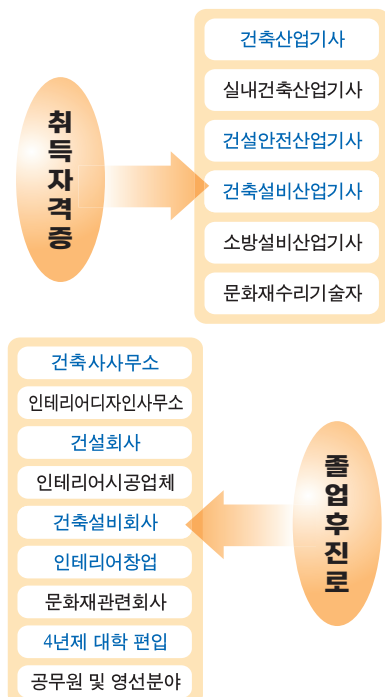 취득자격증
건축산업기사
실내건축산업기사
건설안전산업기사
건축설비산업기사
소방설비산업기사
문화재수리기술자
졸업후진로
건축사사무소
인테리어디자인사무소
건설회사
인테리어시공업체
건축설비회사
인테리어창업
문화재관련회사
4년제 대학 편입
공무원 및 영선분야